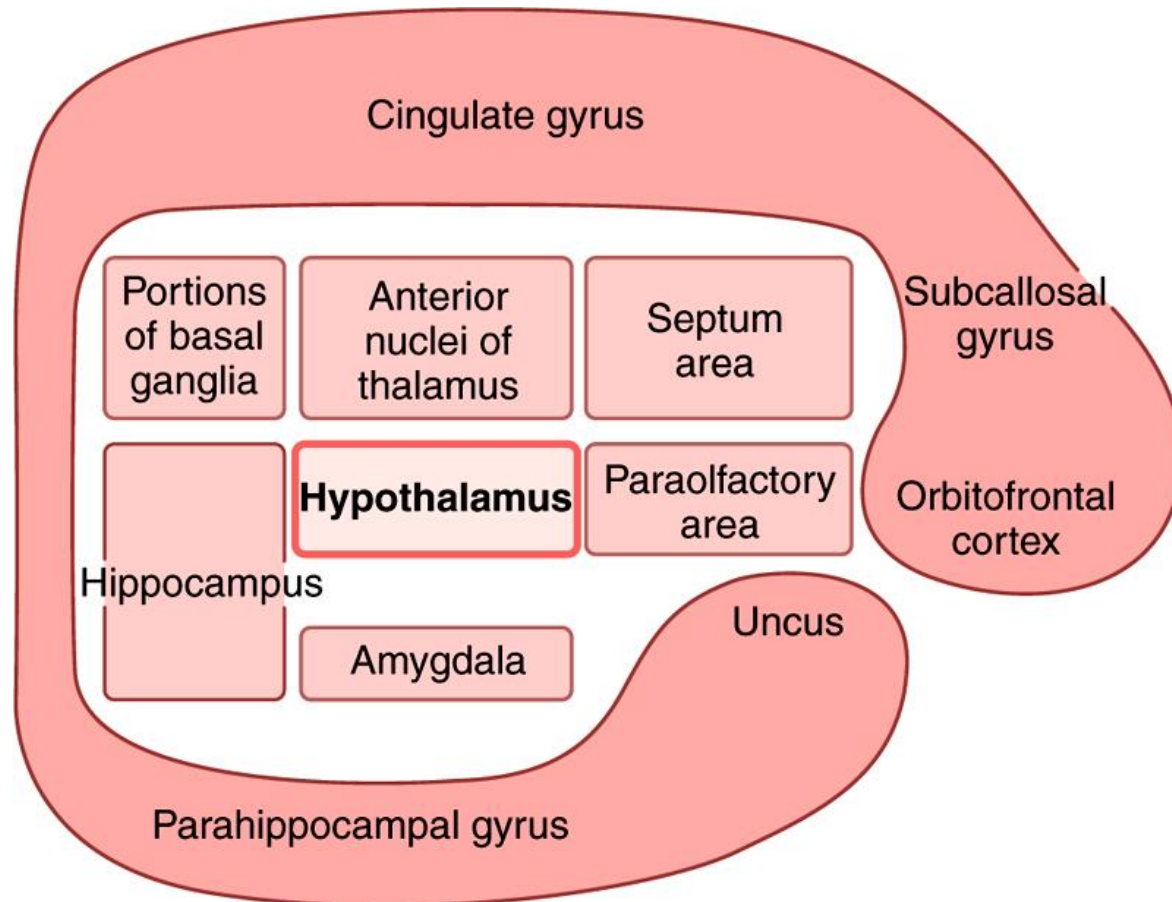 Cingulate gyrus
Portions
of basal
ganglia
Anterior
nuclei of
thalamus
Septum
area
Subcallosal
gyrus
Hippocampus
Hypothalamus
Paraolfactory
area
Orbitofrontal
cortex
Amygdala
Uncus
Parahippocampal gyrus